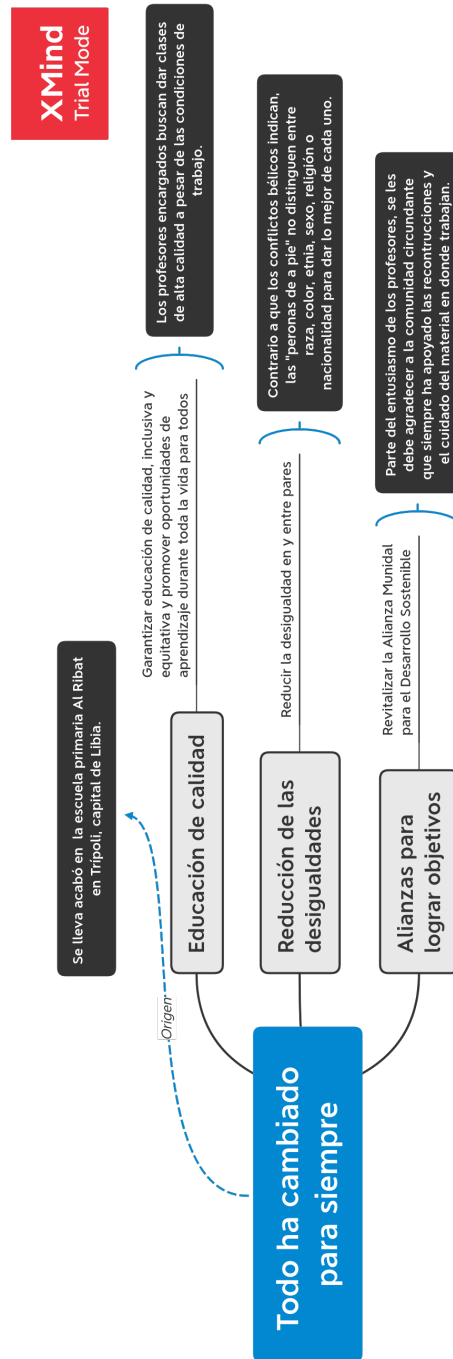 XMind
Trial Mode
Todo ha cambiado
para siempre
Origen
Se lleva acabó en la escuela primaria Al Ribat
en Trípoli, capital de Libia.
Educación de calidad
Garantizar educación de calidad, inclusiva y
equitativa y promover oportunidades de
aprendizaje durante toda la vida para todos
Los profesores encargados buscan dar clases
de alta calidad a pesar de las condiciones de
trabajo.
Reducción de las
desigualdades
Reducir la desigualdad en y entre pares
Contrario a que los conflictos bélicos indican,
las "peronas de a pie" no distinguen entre
raza, color, etnia, sexo, religión o
nacionalidad para dar lo mejor de cada uno.
Alianzas para
lograr objetivos
Revitalizar la Alianza Munidal
para el Desarrollo Sostenible
Parte del entusiasmo de los profesores, se les
debe agradecer a la comunidad circundante
que siempre ha apoyado las recontrucciones y
el cuidado del material en donde trabajan.